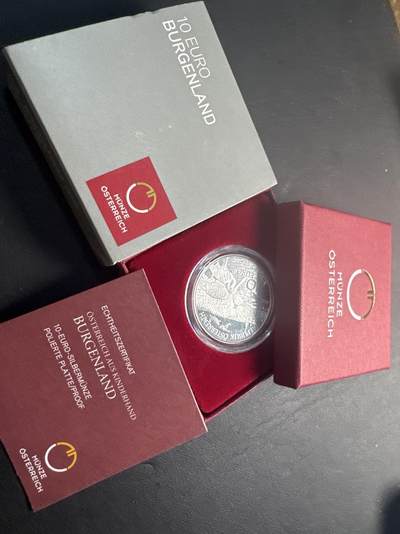 10 EURO
BURGENLAND
MÜNZE
ÖSTERREICH
MÜNZE
ÖSTERREICH
ECHTHEITSZERTIFIKAT
ÖSTERREICH AUS KINDERHAND
BURGENLAND
10-EURO-SILBERMÜNZE
POLIERTE PLATTE/PROOF
MÜNZE
ÖSTERREICH